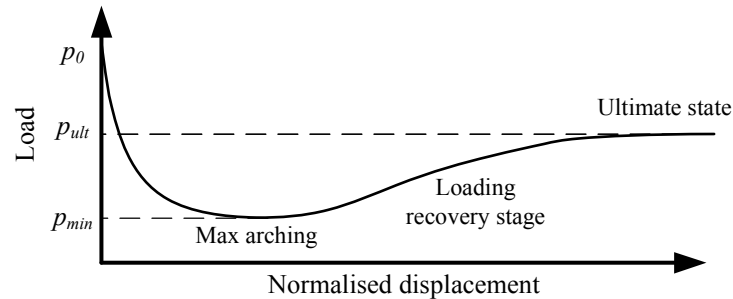 p0
Ultimate state
pult
Load
Loading
recovery stage
pmin
Max arching
Normalised displacement